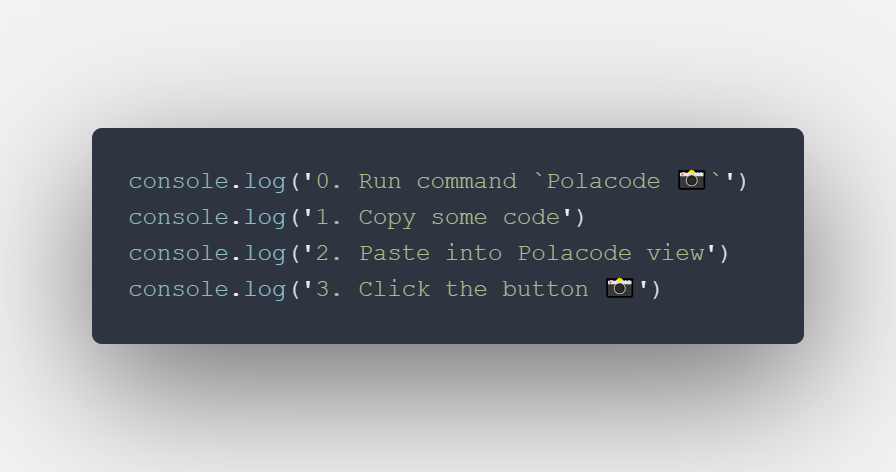 console.log('0. Run command `Polacode 📸`')
console.log('1. Copy some code')
console.log('2. Paste into Polacode view')
console.log('3. Click the button 📸')